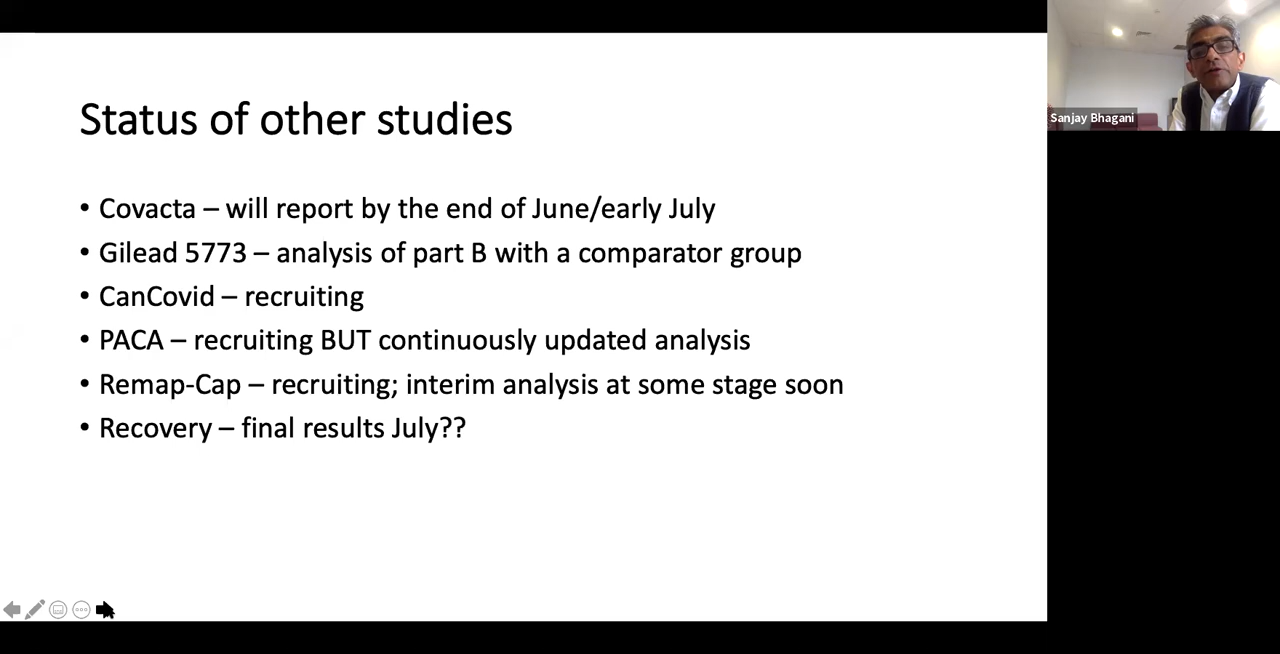 Status of other studies
• Covacta – will report by the end of June/early July
• Gilead 5773 – analysis of part B with a comparator group
• CanCovid – recruiting
• PACA – recruiting BUT continuously updated analysis
• Remap-Cap – recruiting; interim analysis at some stage soon
• Recovery – final results July??
Sanjay Bhagani